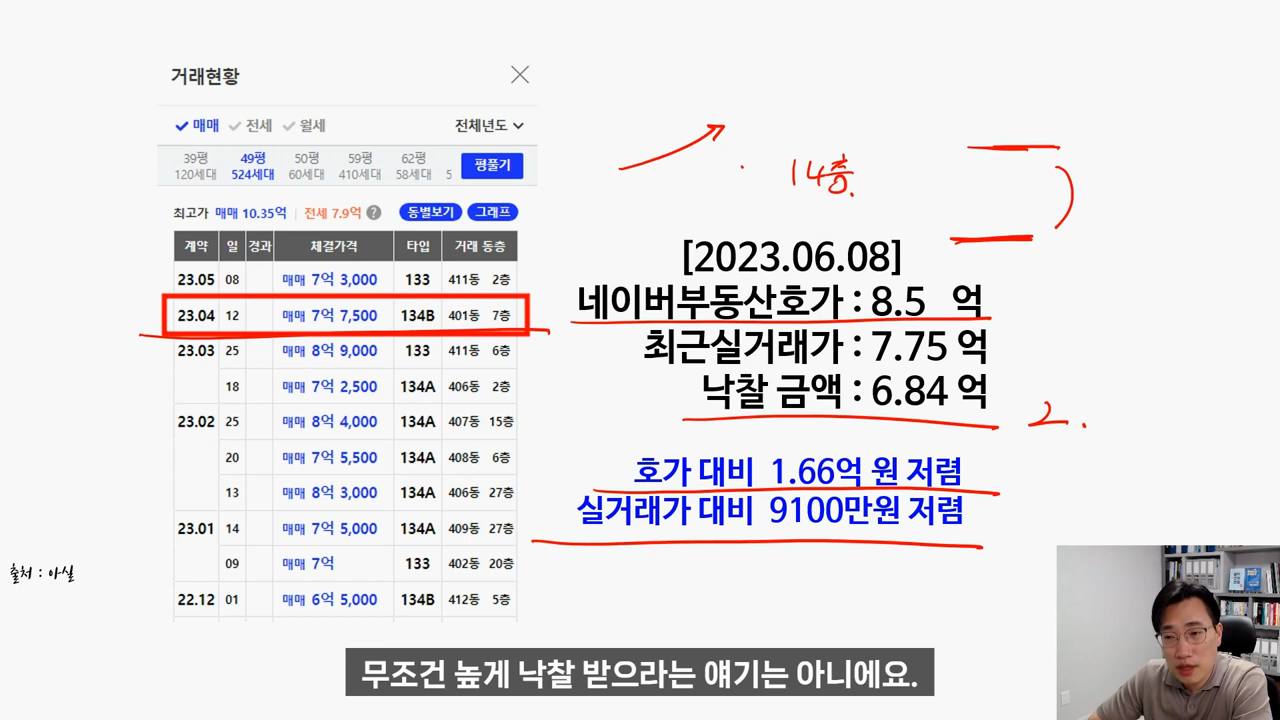 거래현황
매매 전세 월세 전체년도
39평 49평 50평 59평 62평 평풀기
120세대 524세대 60세대 410세대 58세대 5
최고가 매매 10.35억 전세 7.9억 ? 동별보기 그래프
계약 일 경과 체결가격 타입 거래 동층
23.05 08 매매 7억 3,000 133 411동 2층
23.04 12 매매 7억 7,500 134B 401동 7층
23.03 25 매매 8억 9,000 133 411동 6층
18 매매 7억 2,500 134A 406동 2층
23.02 25 매매 8억 4,000 134A 407동 15층
20 매매 7억 5,500 134A 408동 6층
13 매매 8억 3,000 134A 406동 27층
23.01 14 매매 7억 5,000 134A 409동 27층
09 매매 7억 133 402동 20층
22.12 01 매매 6억 5,000 134B 412동 5층
14층.
[2023.06.08]
네이버부동산호가 : 8.5 억
최근실거래가 : 7.75 억
낙찰 금액 : 6.84 억
2.
호가 대비 1.66억 원 저렴
실거래가 대비 9100만원 저렴
출처 : 아실
무조건 높게 낙찰 받으라는 얘기는 아니에요.